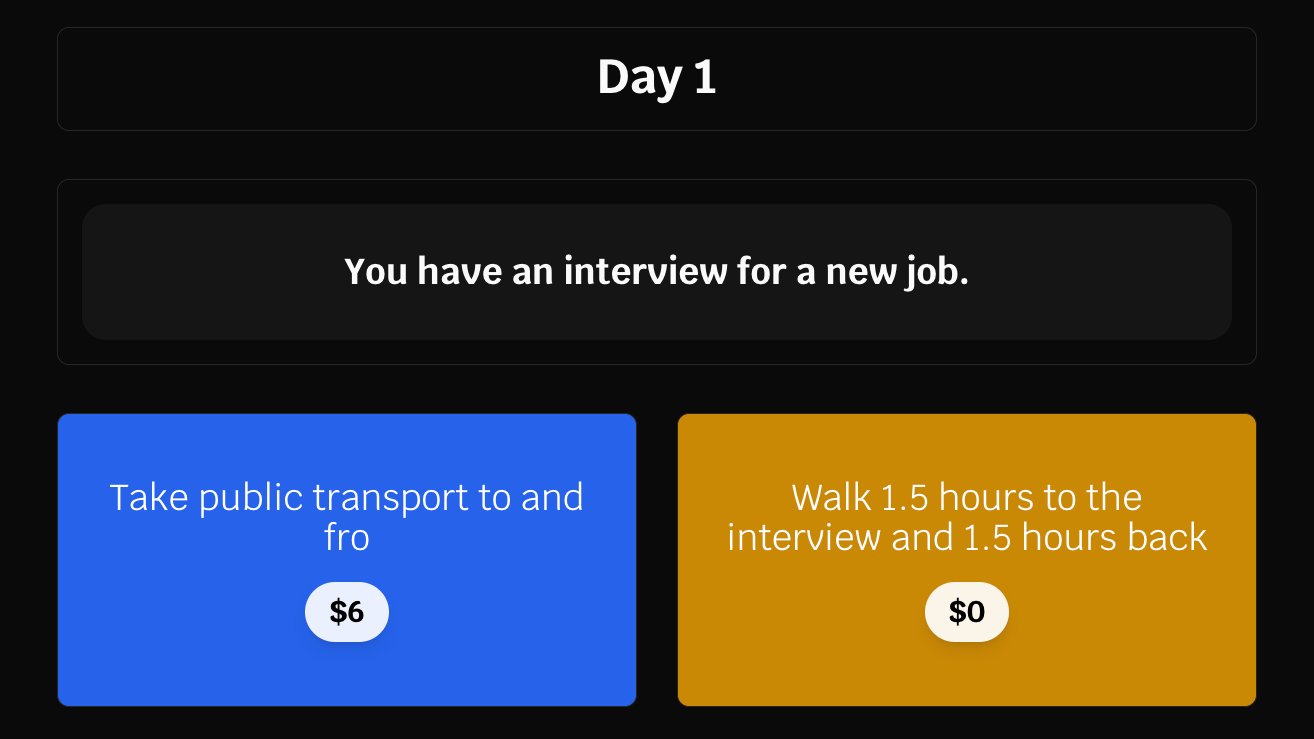 Day 1
You have an interview for a new job.
Take public transport to and
fro
$6
Walk 1.5 hours to the
interview and 1.5 hours back
$0